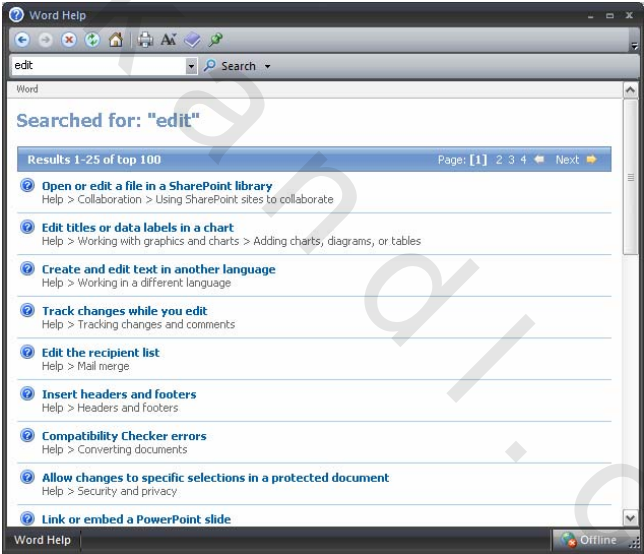 Word Help
edit
Search
Word
Searched for: "edit"
Results 1-25 of top 100 Page: [1] 2 3 4 Next
Open or edit a file in a SharePoint library
Help > Collaboration > Using SharePoint sites to collaborate
Edit titles or data labels in a chart
Help > Working with graphics and charts > Adding charts, diagrams, or tables
Create and edit text in another language
Help > Working in a different language
Track changes while you edit
Help > Tracking changes and comments
Edit the recipient list
Help > Mail merge
Insert headers and footers
Help > Headers and footers
Compatibility Checker errors
Help > Converting documents
Allow changes to specific selections in a protected document
Help > Security and privacy
Link or embed a PowerPoint slide
Word Help Offline